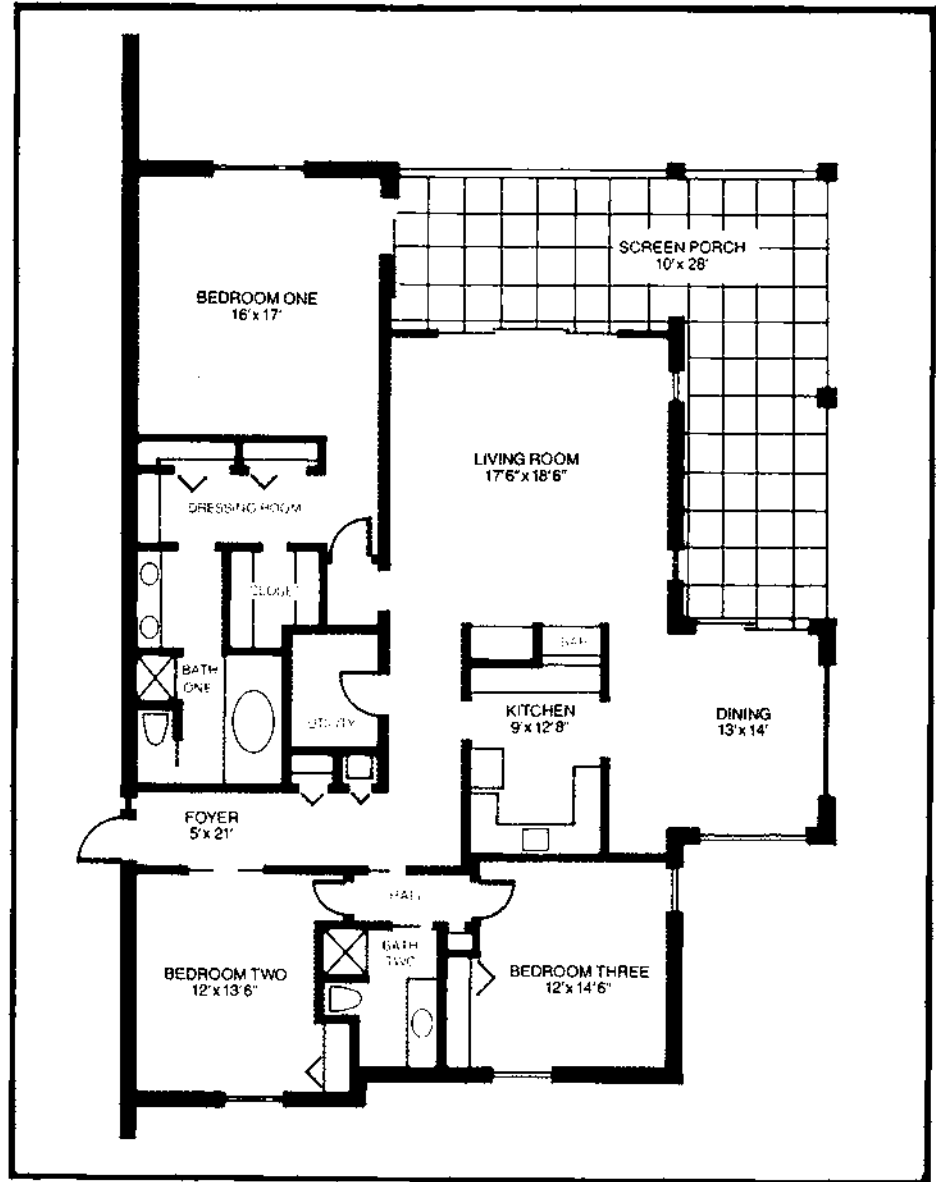 SCREEN PORCH
10' x 28'
BEDROOM ONE
16' x 17'
LIVING ROOM
17'6" x 18'6"
DRESSING ROOM
CLOSET
BAR
BATH
ONE
UTILITY
KITCHEN
9' x 12'8"
DINING
13' x 14'
FOYER
5' x 21'
HALL
BATH
TWO
BEDROOM TWO
12' x 13'6"
BEDROOM THREE
12' x 14'6"